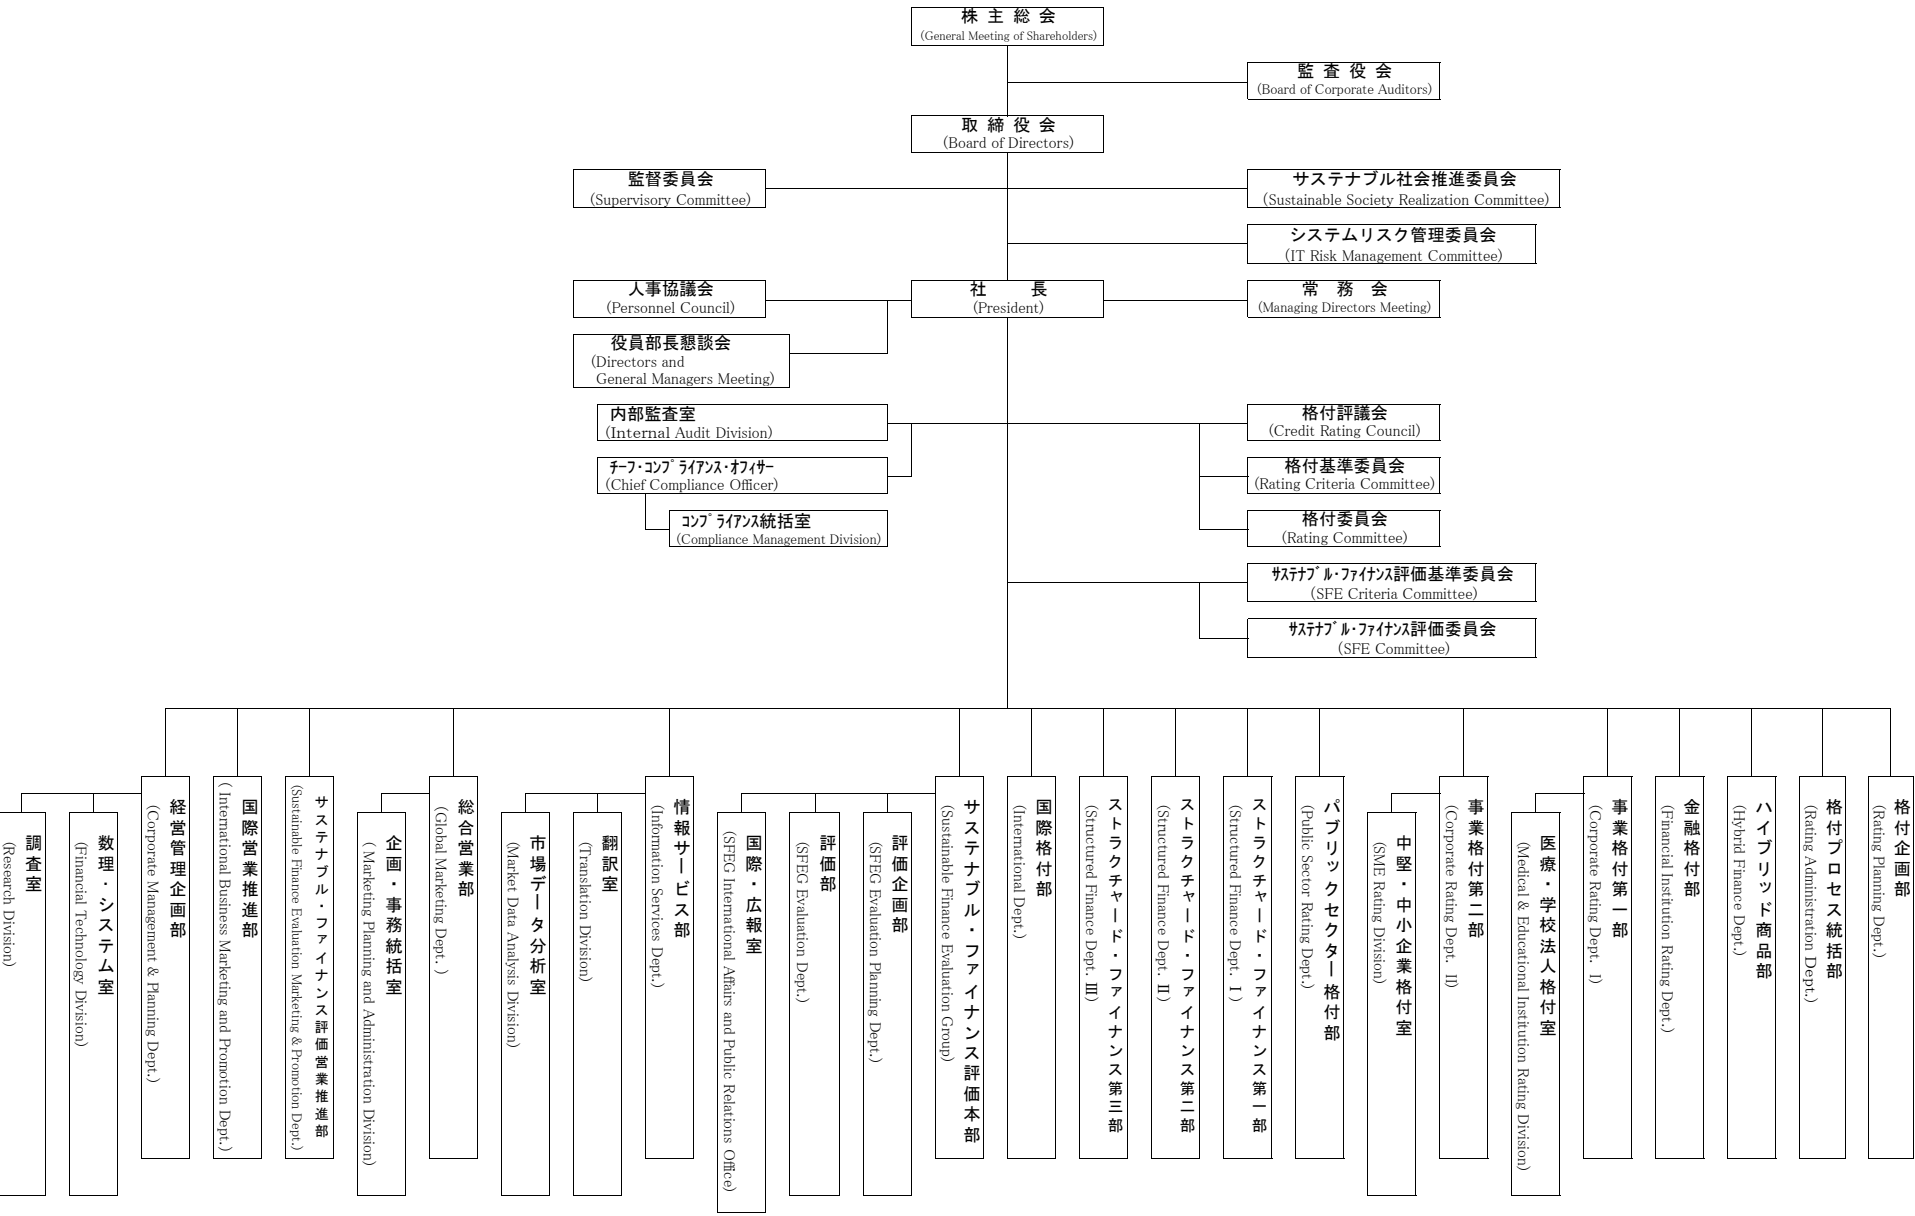 株 主 総 会
(General Meeting of Shareholders)
監 査 役 会
(Board of Corporate Auditors)
取 締 役 会
(Board of Directors)
監督委員会
(Supervisory Committee)
サステナブル社会推進委員会
(Sustainable Society Realization Committee)
システムリスク管理委員会
(IT Risk Management Committee)
人事協議会
(Personnel Council)
社 長
(President)
常 務 会
(Managing Directors Meeting)
役員部長懇談会
(Directors and
General Managers Meeting)
内部監査室
(Internal Audit Division)
格付評議会
(Credit Rating Council)
ﾁｰﾌ･ｺﾝﾌﾟﾗｲｱﾝｽ･ｵﾌｨｻｰ
(Chief Compliance Officer)
格付基準委員会
(Rating Criteria Committee)
ｺﾝﾌﾟﾗｲｱﾝｽ統括室
(Compliance Management Division)
格付委員会
(Rating Committee)
ｻｽﾃﾅﾌﾞﾙ･ﾌｧｲﾅﾝｽ評価基準委員会
(SFE Criteria Committee)
ｻｽﾃﾅﾌﾞﾙ･ﾌｧｲﾅﾝｽ評価委員会
(SFE Committee)
格付企画部
(Rating Planning Dept.)
格付プロセス統括部
(Rating Administration Dept.)
ハイブリッド商品部
(Hybrid Finance Dept.)
金融格付部
(Financial Institution Rating Dept.)
事業格付第一部
(Corporate Rating Dept. Ⅰ)
医療・学校法人格付室
(Medical & Educational Institution Rating Division)
事業格付第二部
(Corporate Rating Dept. Ⅱ)
中堅・中小企業格付室
(SME Rating Division)
パブリックセクター格付部
(Public Sector Rating Dept.)
ストラクチャード・ファイナンス第一部
(Structured Finance Dept. Ⅰ)
ストラクチャード・ファイナンス第二部
(Structured Finance Dept. Ⅱ)
ストラクチャード・ファイナンス第三部
(Structured Finance Dept. Ⅲ)
国際格付部
(International Dept.)
サステナブル・ファイナンス評価本部
(Sustainable Finance Evaluation Group)
評価企画部
(SFEG Evaluation Planning Dept.)
評価部
(SFEG Evaluation Dept.)
国際・広報室
(SFEG International Affairs and Public Relations Office)
情報サービス部
(Infomation Services Dept.)
翻訳室
(Translation Division)
市場データ分析室
(Market Data Analysis Division)
総合営業部
(Global Marketing Dept. )
企画・事務統括室
( Marketing Planning and Administration Division)
サステナブル・ファイナンス評価営業推進部
(Sustainable Finance Evaluation Marketing & Promotion Dept.)
国際営業推進部
( International Business Marketing and Promotion Dept.)
経営管理企画部
(Corporate Management & Planning Dept.)
数理・システム室
(Financial Technology Division)
調査室
(Research Division)